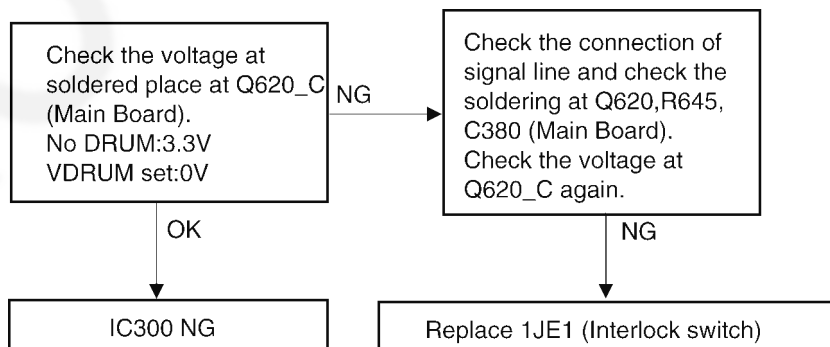 Check the voltage at
soldered place at Q620_C
(Main Board).
No DRUM:3.3V
VDRUM set:0V
NG
Check the connection of
signal line and check the
soldering at Q620,R645,
C380 (Main Board).
Check the voltage at
Q620_C again.
OK
NG
IC300 NG
Replace 1JE1 (Interlock switch)